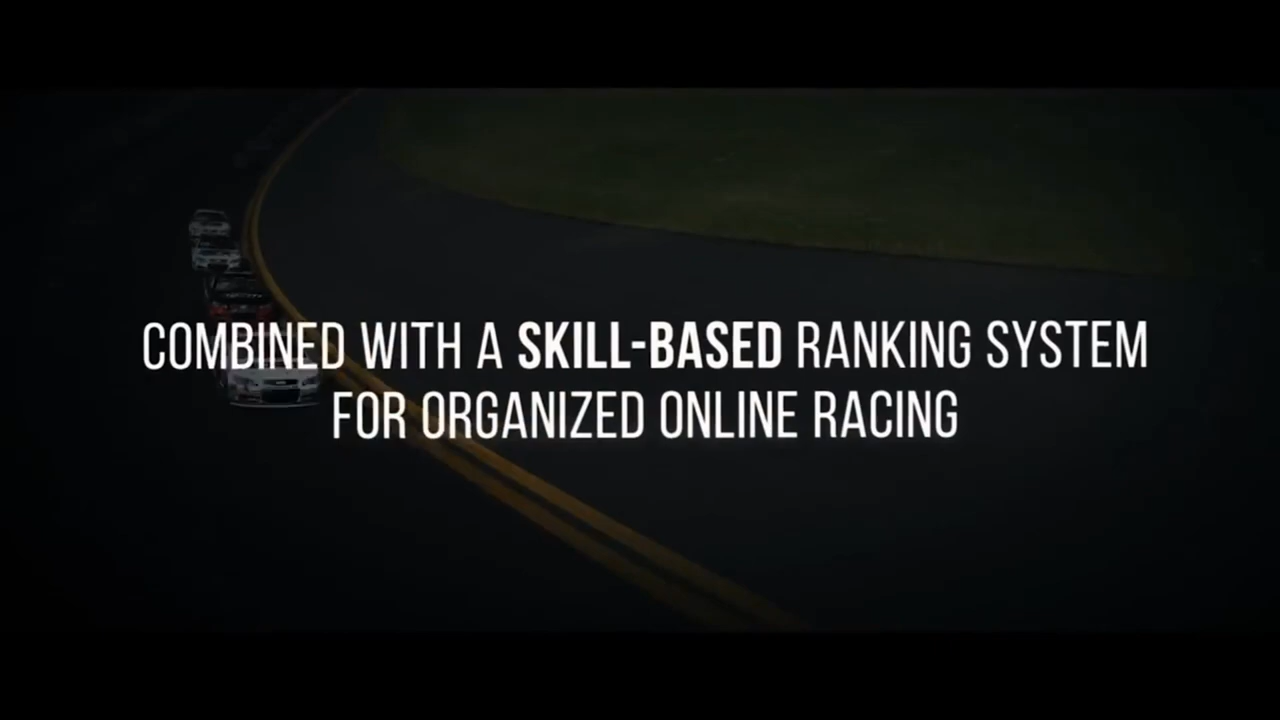 COMBINED WITH A SKILL-BASED RANKING SYSTEM
FOR ORGANIZED ONLINE RACING